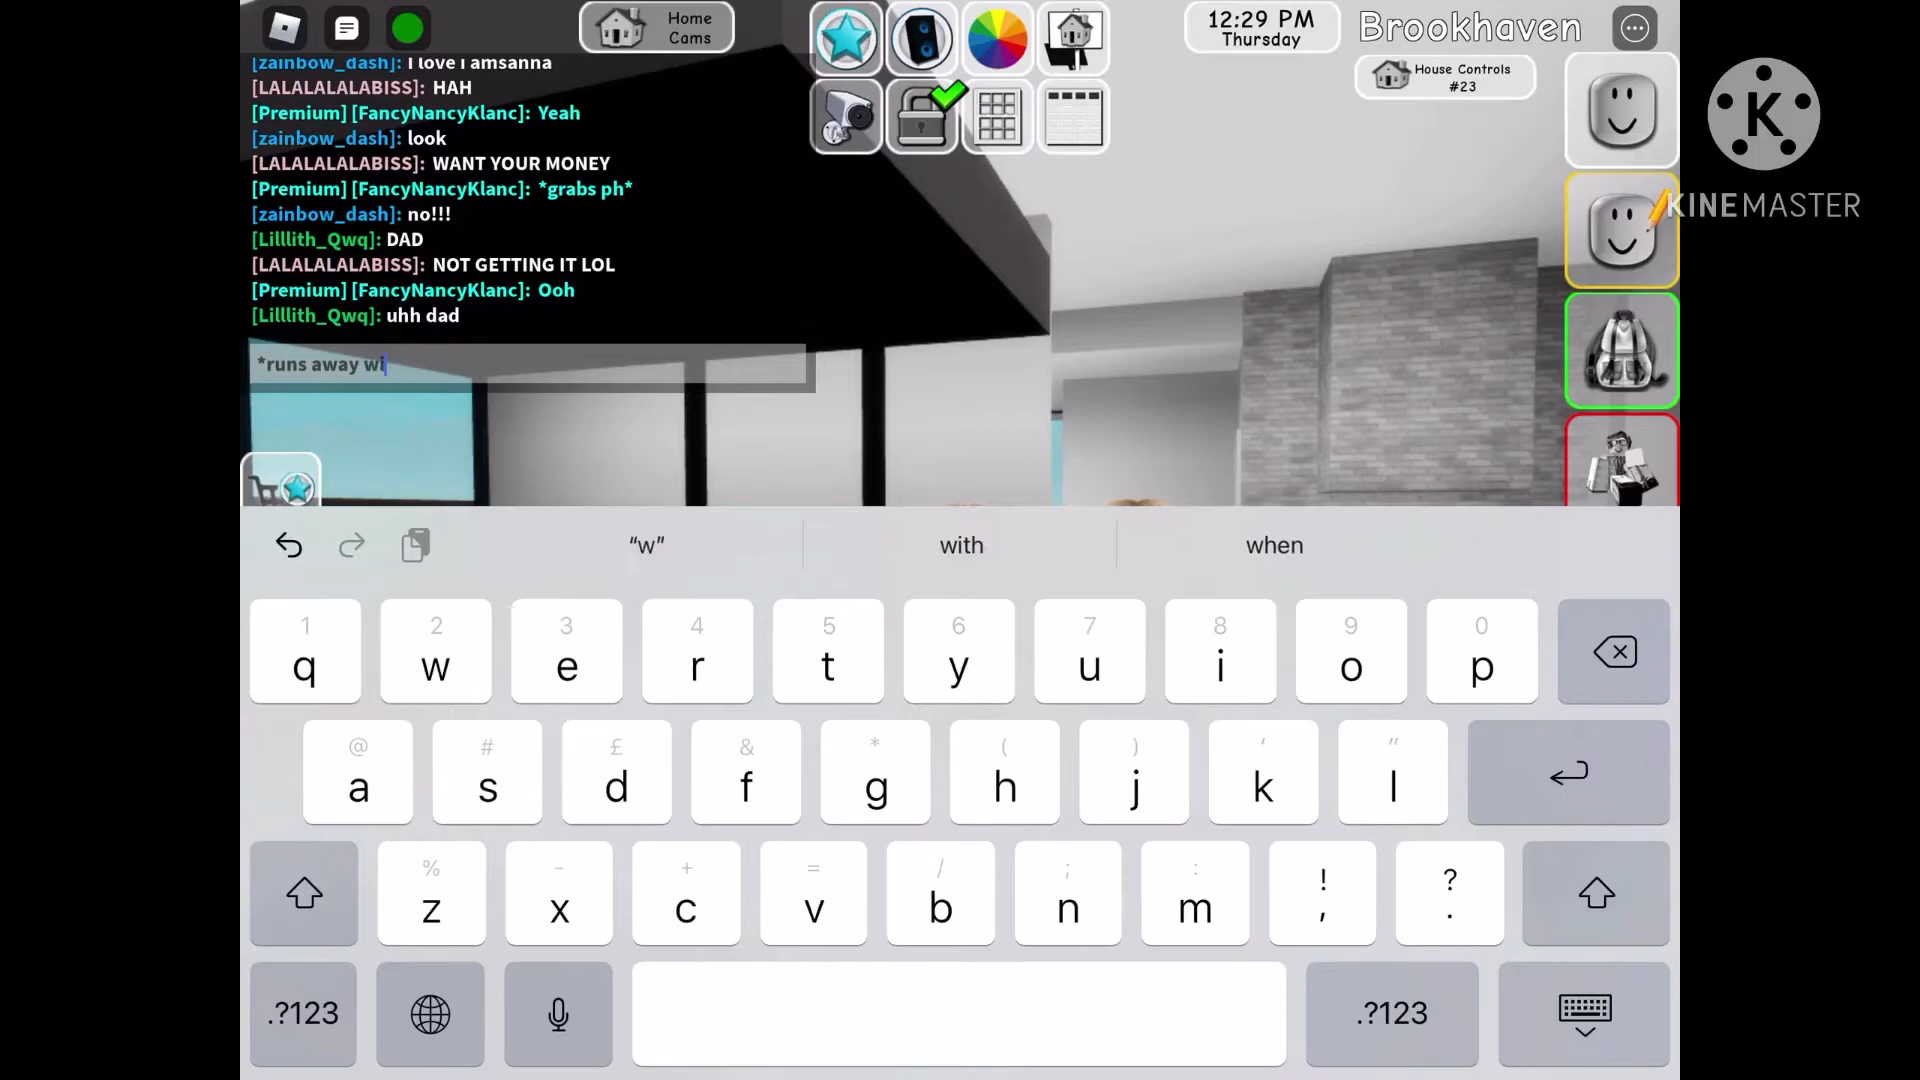 Home
Cams
12:29 PM
Thursday
Brookhaven
House Controls
#23
K
KINEMASTER
[zainbow_dash]: I love I amsanna
[LALALALALABISS]: HAH
[Premium] [FancyNancyKlanc]: Yeah
[zainbow_dash]: look
[LALALALALABISS]: WANT YOUR MONEY
[Premium] [FancyNancyKlanc]: *grabs ph*
[zainbow_dash]: no!!!
[Lilllith_Qwq]: DAD
[LALALALALABISS]: NOT GETTING IT LOL
[Premium] [FancyNancyKlanc]: Ooh
[Lilllith_Qwq]: uhh dad
*runs away wi
“w” with when
1 2 3 4 5 6 7 8 9 0
q w e r t y u i o p
@ # £ & * ( ) ' "
a s d f g h j k l
% - + = / ; : ! ?
z x c v b n m , .
.?123 .?123